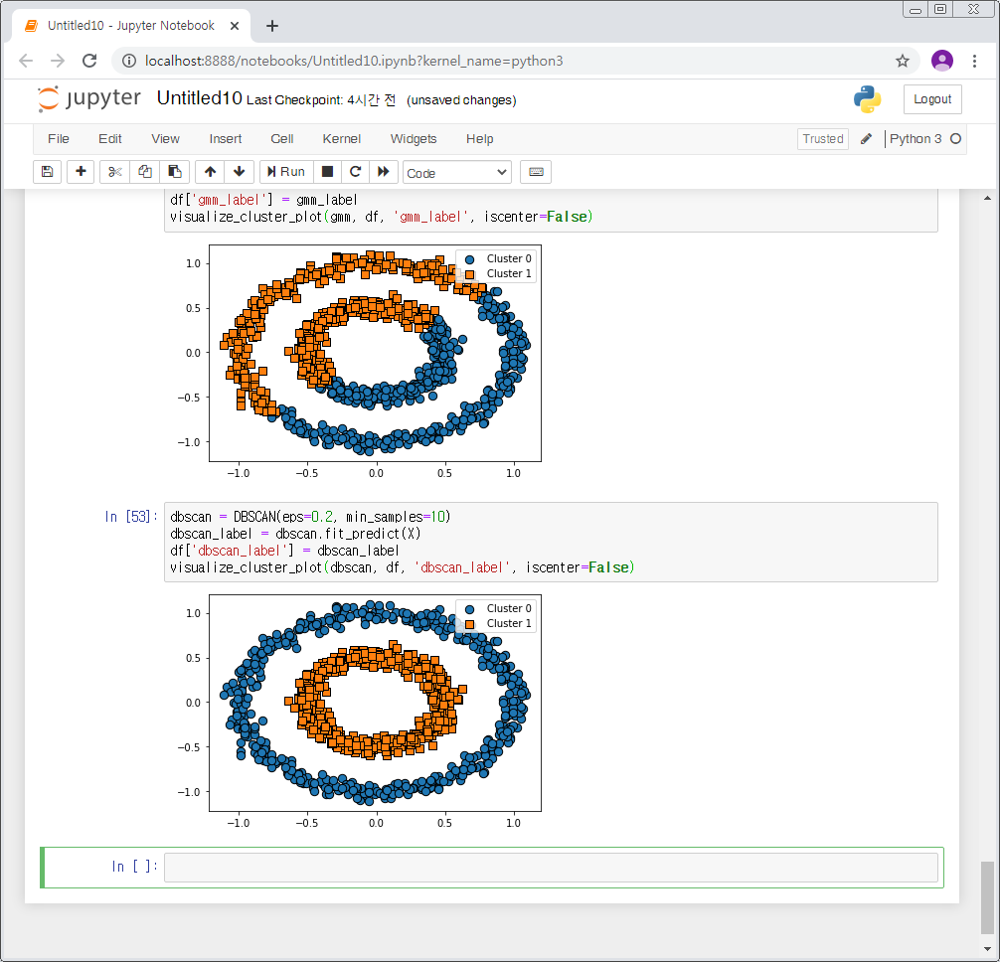 Untitled10 - Jupyter Notebook
localhost:8888/notebooks/Untitled10.ipynb?kernel_name=python3
jupyter Untitled10 Last Checkpoint: 4시간 전 (unsaved changes) Logout
File Edit View Insert Cell Kernel Widgets Help Trusted Python 3
Run Code
df['gmm_label'] = gmm_label
visualize_cluster_plot(gmm, df, 'gmm_label', iscenter=False)
Cluster 0
Cluster 1
1.0
0.5
0.0
−0.5
−1.0
−1.0 −0.5 0.0 0.5 1.0
In [53]: dbscan = DBSCAN(eps=0.2, min_samples=10)
dbscan_label = dbscan.fit_predict(X)
df['dbscan_label'] = dbscan_label
visualize_cluster_plot(dbscan, df, 'dbscan_label', iscenter=False)
Cluster 0
Cluster 1
1.0
0.5
0.0
−0.5
−1.0
−1.0 −0.5 0.0 0.5 1.0
In [ ]: